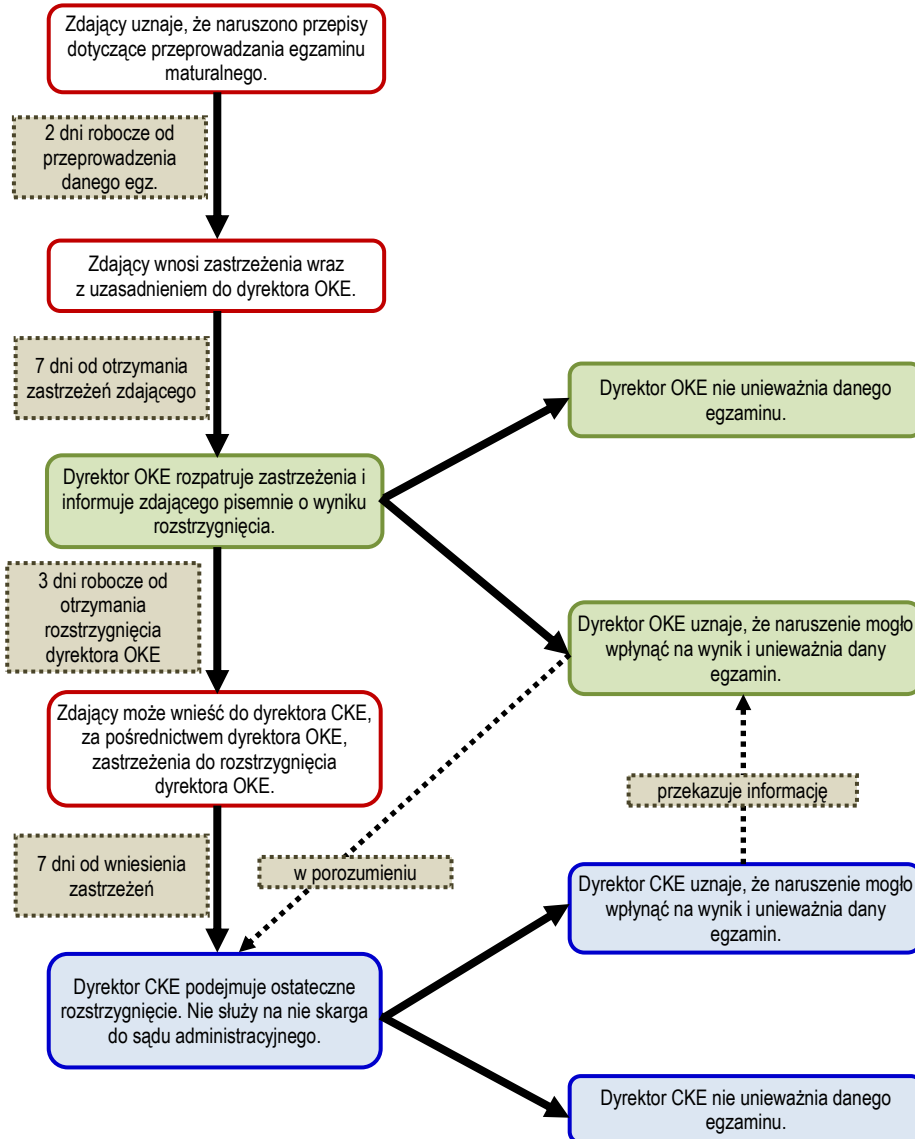 Zdający uznaje, że naruszono przepisy
dotyczące przeprowadzania egzaminu
maturalnego.
2 dni robocze od
przeprowadzenia
danego egz.
Zdający wnosi zastrzeżenia wraz
z uzasadnieniem do dyrektora OKE.
7 dni od otrzymania
zastrzeżeń zdającego
Dyrektor OKE nie unieważnia danego
egzaminu.
Dyrektor OKE rozpatruje zastrzeżenia i
informuje zdającego pisemnie o wyniku
rozstrzygnięcia.
3 dni robocze od
otrzymania
rozstrzygnięcia
dyrektora OKE
Dyrektor OKE uznaje, że naruszenie mogło
wpłynąć na wynik i unieważnia dany
egzamin.
Zdający może wnieść do dyrektora CKE,
za pośrednictwem dyrektora OKE,
zastrzeżenia do rozstrzygnięcia
dyrektora OKE.
przekazuje informację
7 dni od wniesienia
zastrzeżeń
w porozumieniu
Dyrektor CKE uznaje, że naruszenie mogło
wpłynąć na wynik i unieważnia dany
egzamin.
Dyrektor CKE podejmuje ostateczne
rozstrzygnięcie. Nie służy na nie skarga
do sądu administracyjnego.
Dyrektor CKE nie unieważnia danego
egzaminu.